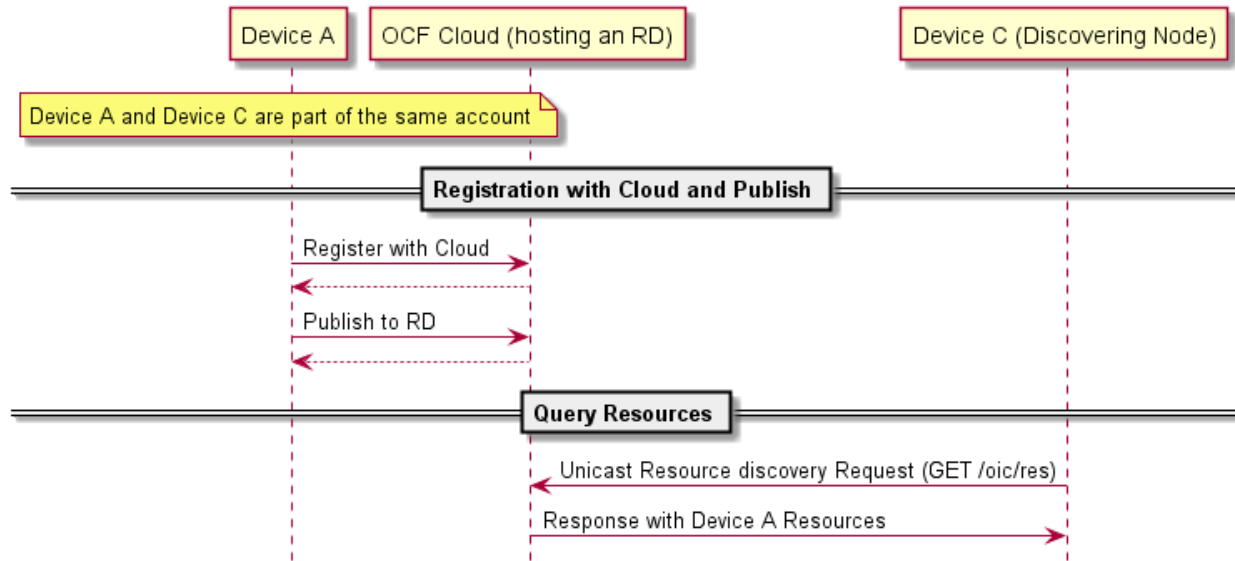 Device A
OCF Cloud (hosting an RD)
Device C (Discovering Node)
Device A and Device C are part of the same account
Registration with Cloud and Publish
Register with Cloud
Publish to RD
Query Resources
Unicast Resource discovery Request (GET /oic/res)
Response with Device A Resources